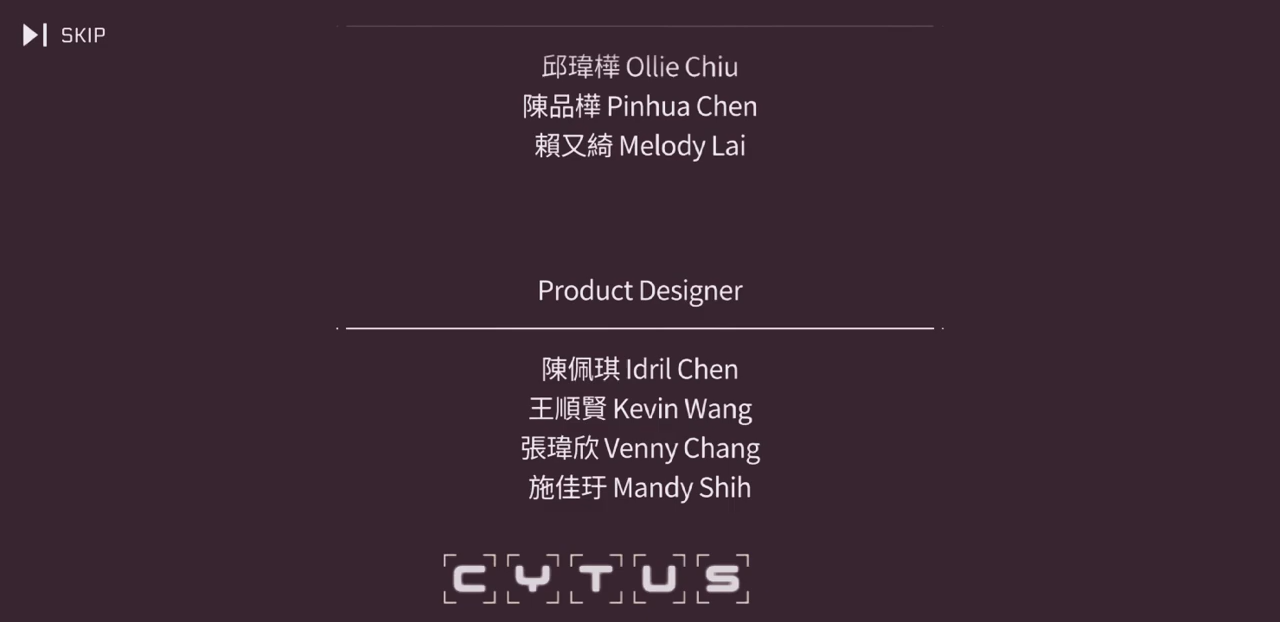 SKIP
邱瑋樺 Ollie Chiu
陳品樺 Pinhua Chen
賴又綺 Melody Lai
Product Designer
陳佩琪 Idril Chen
王順賢 Kevin Wang
張瑋欣 Venny Chang
施佳玗 Mandy Shih
CYTUS